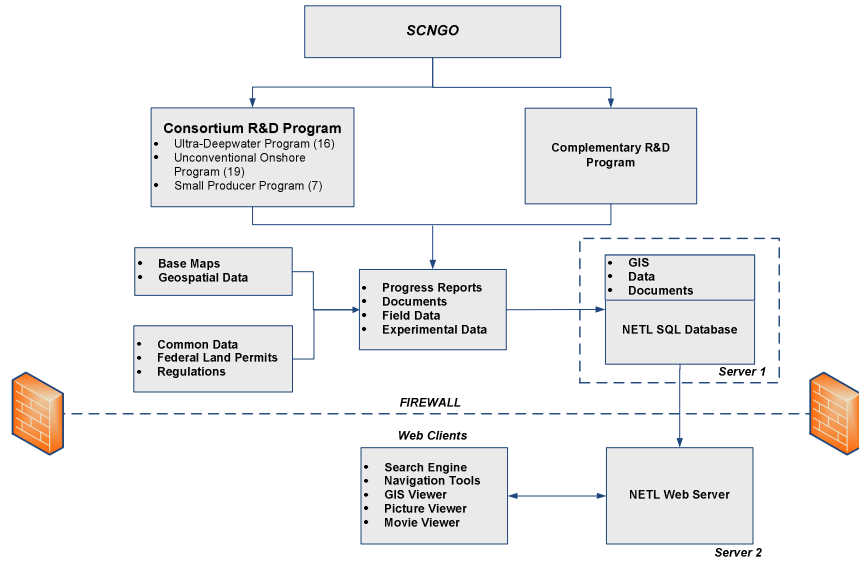 SCNGO
Consortium R&D Program
• Ultra-Deepwater Program (16)
• Unconventional Onshore
Program (19)
• Small Producer Program (7)
Complementary R&D
Program
• Base Maps
• Geospatial Data
• Common Data
• Federal Land Permits
• Regulations
• Progress Reports
• Documents
• Field Data
• Experimental Data
• GIS
• Data
• Documents
NETL SQL Database
Server 1
FIREWALL
Web Clients
• Search Engine
• Navigation Tools
• GIS Viewer
• Picture Viewer
• Movie Viewer
NETL Web Server
Server 2